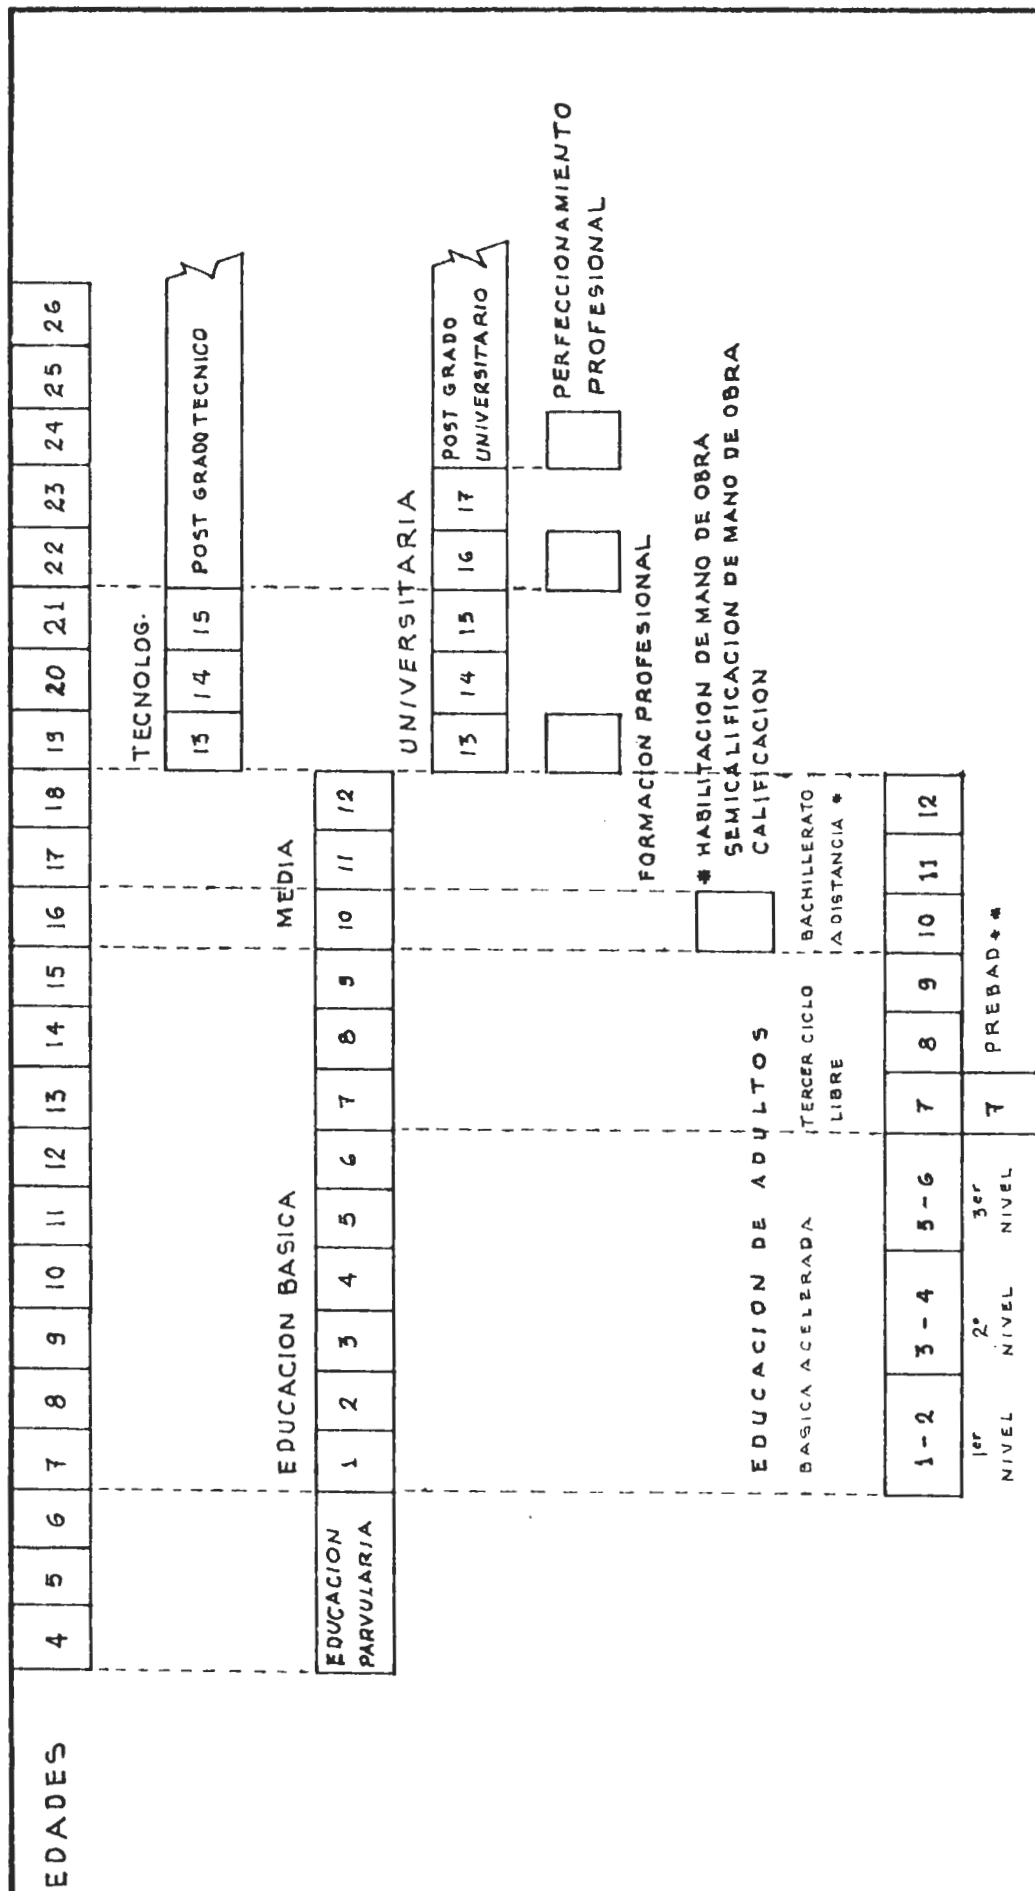 EDADES
4 5 6 7 8 9 10 11 12 13 14 15 16 17 18 19 20 21 22 23 24 25 26
TECNOLOG.
13 14 15 POST GRADO TECNICO
EDUCACION BASICA
MEDIA
EDUCACION
PARVULARIA
1 2 3 4 5 6 7 8 9 10 11 12
UNIVERSITARIA
13 14 15 16 17
POST GRADO
UNIVERSITARIO
PERFECCIONAMIENTO
PROFESIONAL
FORMACION PROFESIONAL
* HABILITACION DE MANO DE OBRA
SEMICALIFICACION DE MANO DE OBRA
CALIFICACION
EDUCACION DE ADULTOS
BASICA ACELERADA
TERCER CICLO
LIBRE
BACHILLERATO
A DISTANCIA *
1-2 3-4 5-6 7 8 9 10 11 12
1er
NIVEL
2º
NIVEL
3er
NIVEL
7
PREBAD**